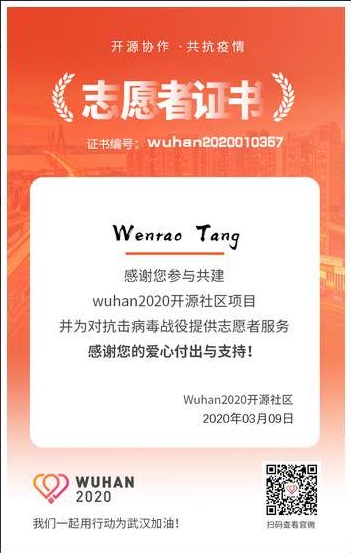 开源协作 · 共抗疫情
志愿者证书
证书编号：wuhan2020010357
Wenrao Tang
感谢您参与共建
wuhan2020开源社区项目
并为对抗击病毒战役提供志愿者服务
感谢您的爱心付出与支持！
Wuhan2020开源社区
2020年03月09日
WUHAN
2020
我们一起用行动为武汉加油！
扫码查看官微